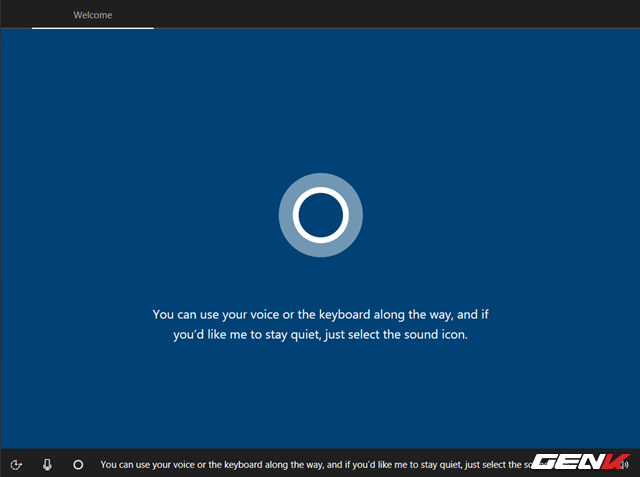 Welcome
You can use your voice or the keyboard along the way, and if
you'd like me to stay quiet, just select the sound icon.
You can use your voice or the keyboard along the way, and if you'd like me to stay quiet, just select the
GENK